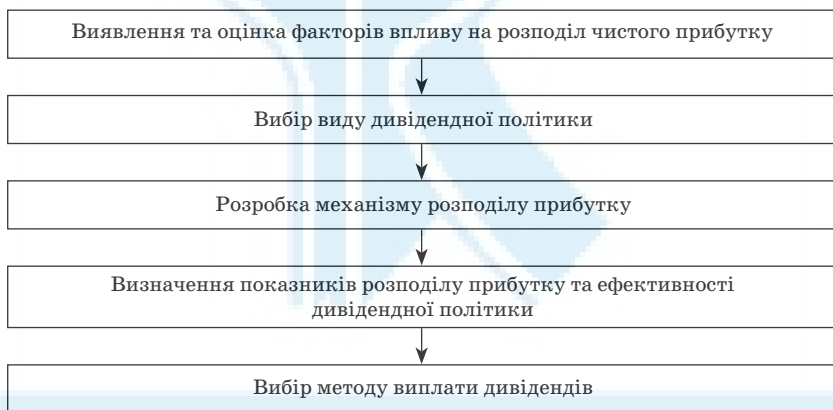 Виявлення та оцінка факторів впливу на розподіл чистого прибутку
Вибір виду дивідендної політики
Розробка механізму розподілу прибутку
Визначення показників розподілу прибутку та ефективності
дивідендної політики
Вибір методу виплати дивідендів